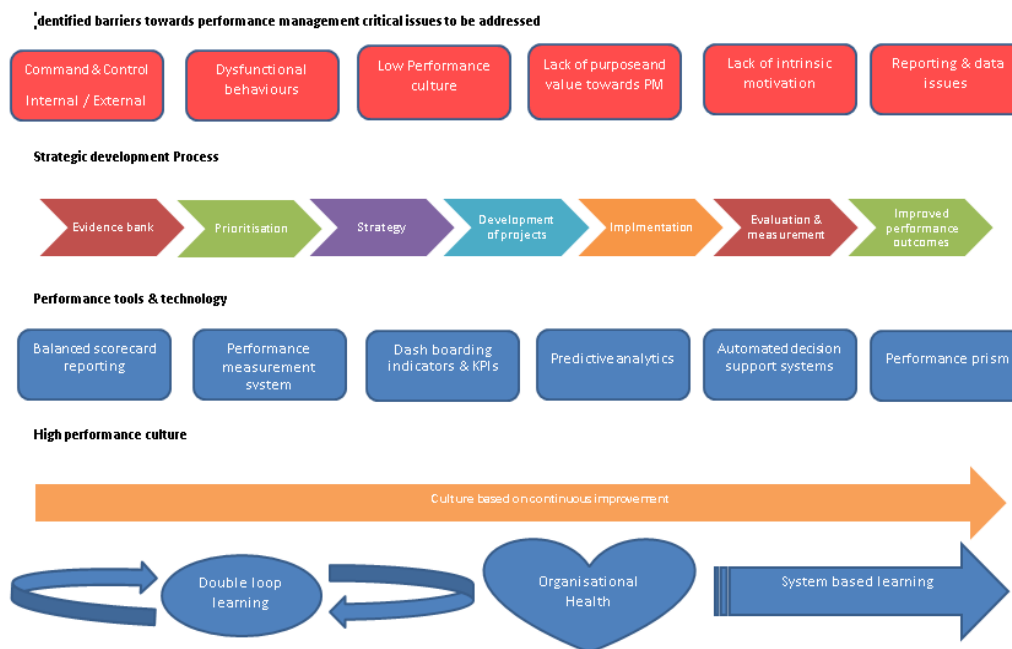 Identified barriers towards performance management critical issues to be addressed
Command & Control
Internal / External
Dysfunctional
behaviours
Low Performance
culture
Lack of purposeand
value towards PM
Lack of intrinsic
motivation
Reporting & data
issues
Strategic development Process
Evidence bank
Prioritisation
Strategy
Development
of projects
Implmentation
Evaluation &
measurement
Improved
performance
outcomes
Performance tools & technology
Balanced scorecard
reporting
Performance
measurement
system
Dash boarding
indicators & KPIs
Predictive analytics
Automated decision
support systems
Performance prism
High performance culture
Culture based on continuous improvement
Double loop
learning
Organisational
Health
System based learning